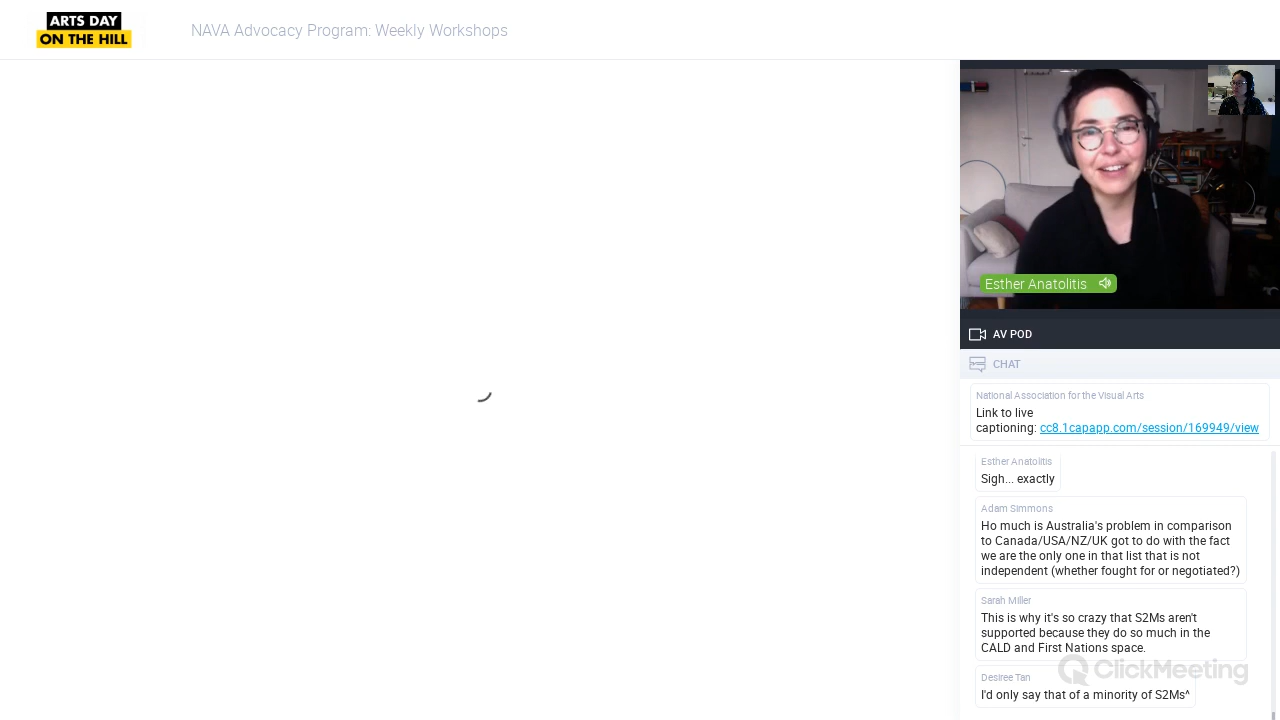 ARTS DAY
ON THE HILL
NAVA Advocacy Program: Weekly Workshops
Esther Anatolitis
AV POD
CHAT
National Association for the Visual Arts
Link to live
captioning: cc8.1capapp.com/session/169949/view
Esther Anatolitis
Sigh... exactly
Adam Simmons
Ho much is Australia's problem in comparison
to Canada/USA/NZ/UK got to do with the fact
we are the only one in that list that is not
independent (whether fought for or negotiated?)
Sarah Miller
This is why it's so crazy that S2Ms aren't
supported because they do so much in the
CALD and First Nations space.
ClickMeeting
Desiree Tan
I'd only say that of a minority of S2Ms^